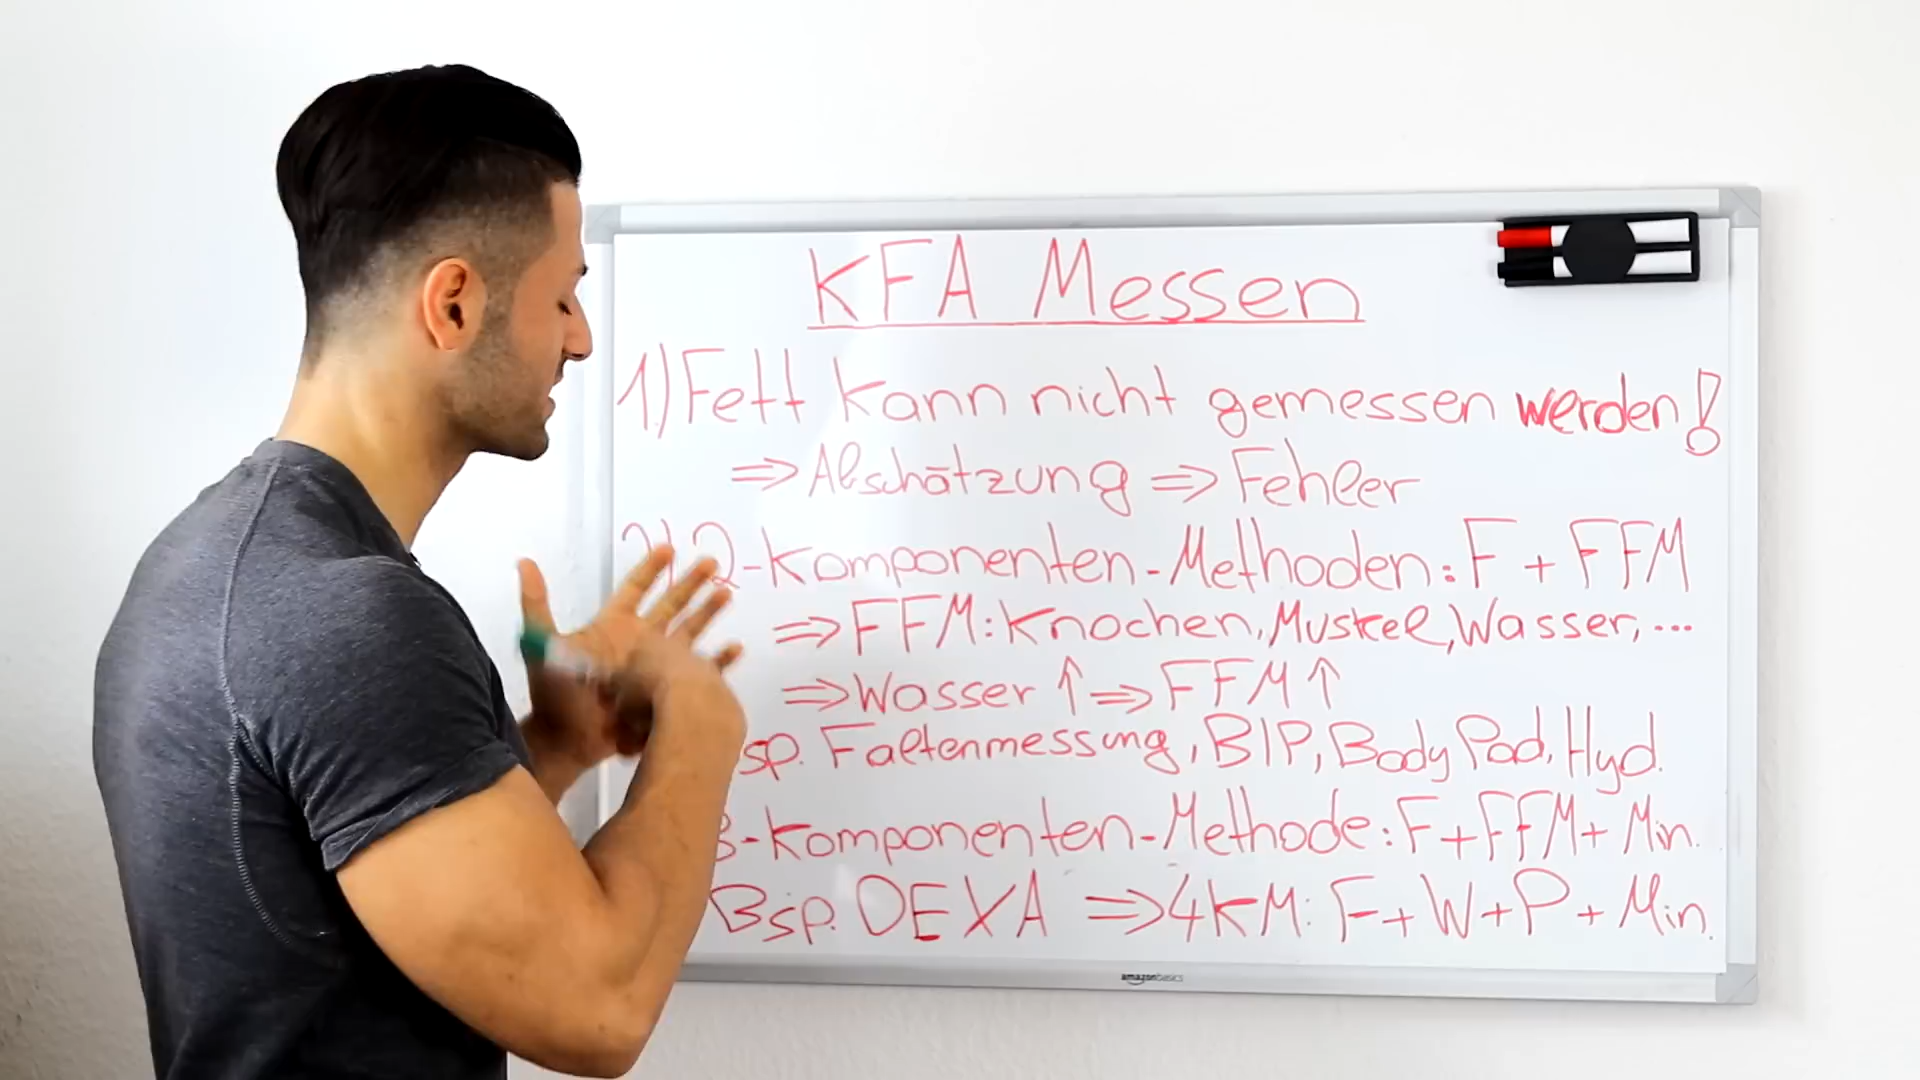 KFA Messen
1.) Fett kann nicht gemessen werden!
⇒ Abschätzung ⇒ Fehler
2.) 2-Komponenten-Methoden: F + FFM
⇒ FFM: Knochen, Muskel, Wasser, ...
⇒ Wasser ↑ ⇒ FFM ↑
sp. Faltenmessung, BIP, Body Pod, Hyd.
3-Komponenten-Methode: F + FFM + Min.
Bsp. DEXA ⇒ 4KM: F + W + P + Min.
amazonbasics